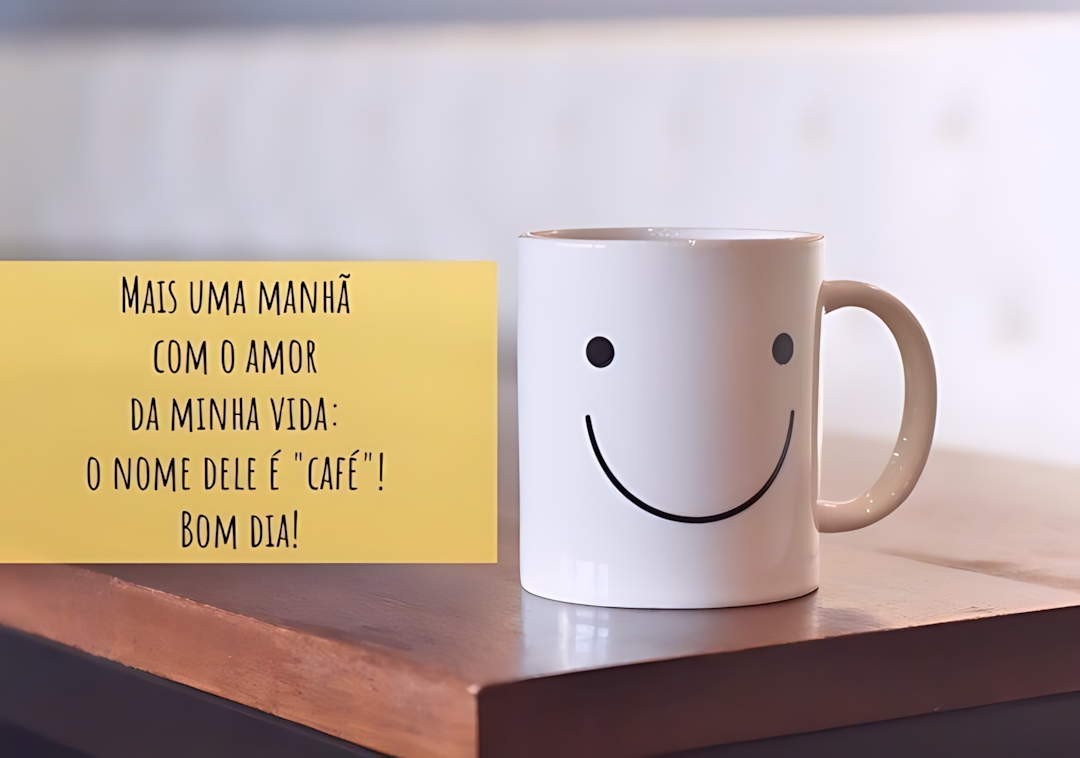 Mais uma manhã
com o amor
da minha vida:
o nome dele é "café"!
Bom dia!